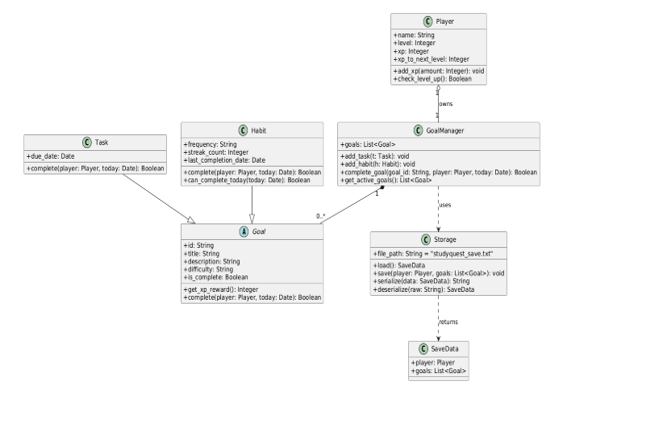 C Player
+name: String
+level: Integer
+xp: Integer
+xp_to_next_level: Integer
+add_xp(amount: Integer): void
+check_level_up(): Boolean
1
owns
1
C Task
+due_date: Date
+complete(player: Player, today: Date): Boolean
C Habit
+frequency: String
+streak_count: Integer
+last_completion_date: Date
+complete(player: Player, today: Date): Boolean
+can_complete_today(today: Date): Boolean
C GoalManager
+goals: List<Goal>
+add_task(t: Task): void
+add_habit(h: Habit): void
+complete_goal(goal_id: String, player: Player, today: Date): Boolean
+get_active_goals(): List<Goal>
1
0..*
uses
A Goal
+id: String
+title: String
+description: String
+difficulty: String
+is_complete: Boolean
+get_xp_reward(): Integer
+complete(player: Player, today: Date): Boolean
C Storage
+file_path: String = "studyquest_save.txt"
+load(): SaveData
+save(player: Player, goals: List<Goal>): void
+serialize(data: SaveData): String
+deserialize(raw: String): SaveData
returns
C SaveData
+player: Player
+goals: List<Goal>